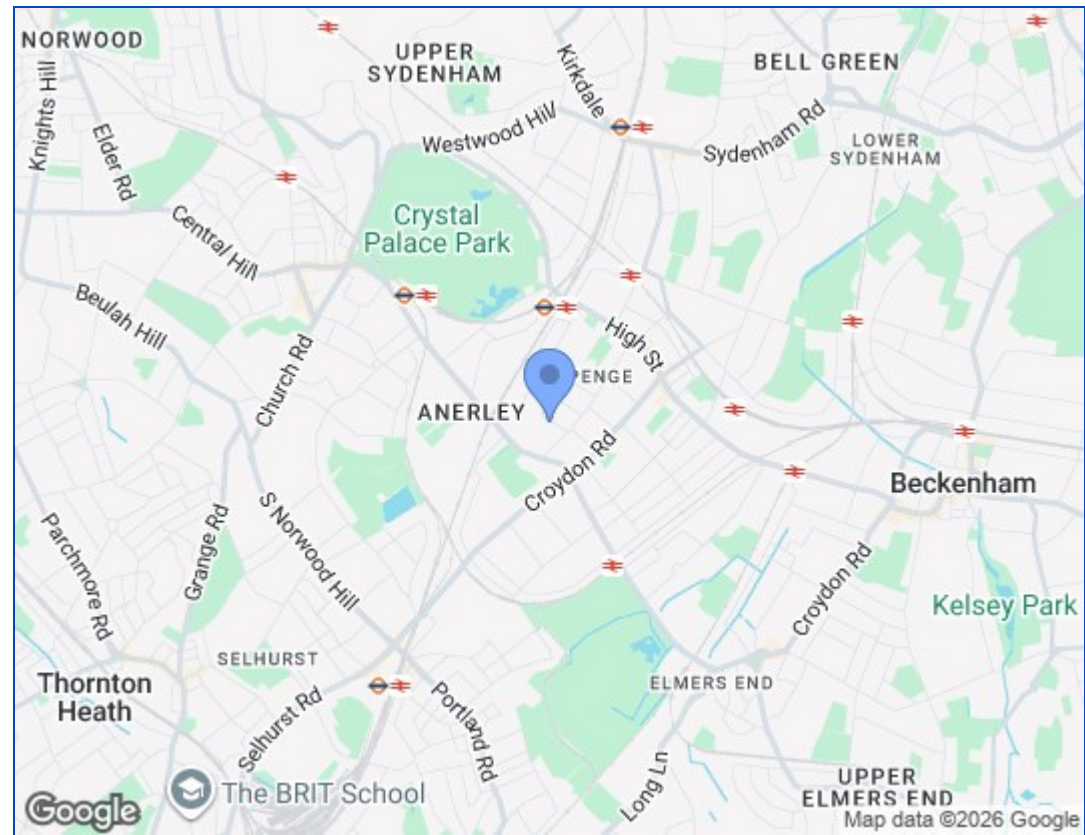 NORWOOD
UPPER
SYDENHAM
Kirkdale
BELL GREEN
Knights Hill
Elder Rd
Westwood Hill
Sydenham Rd
LOWER
SYDENHAM
Crystal
Palace Park
Central Hill
Beulah Hill
Church Rd
High St
PENGE
ANERLEY
Croydon Rd
Beckenham
Grange Rd
S Norwood Hill
Parchmore Rd
Croydon Rd
Kelsey Park
SELHURST
ELMERS END
Thornton
Heath
Selhurst Rd
Portland Rd
Long Ln
The BRIT School
UPPER
ELMERS END
Google
Map data ©2026 Google